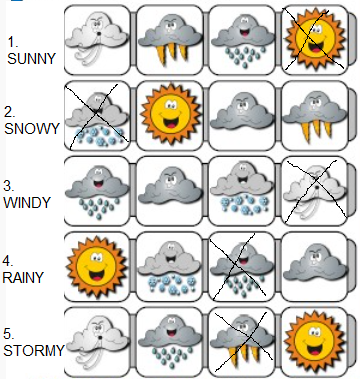 1.
SUNNY
2.
SNOWY
3.
WINDY
4.
RAINY
5.
STORMY